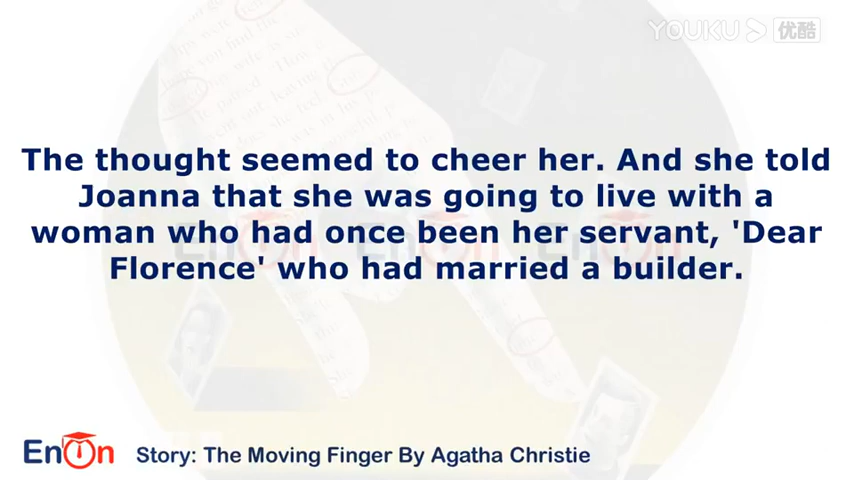 YOUKU 优酷
The thought seemed to cheer her. And she told
Joanna that she was going to live with a
woman who had once been her servant, 'Dear
Florence' who had married a builder.
EnOn
Story: The Moving Finger By Agatha Christie